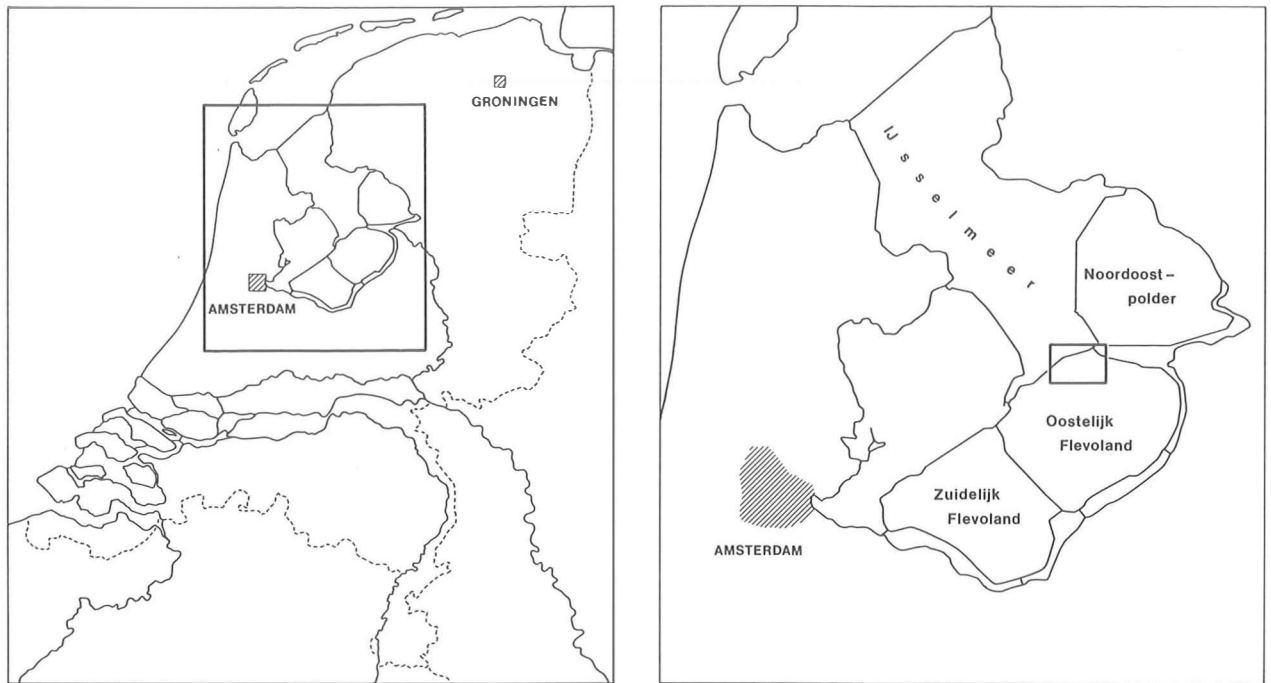 GRONINGEN
AMSTERDAM
IJsselmeer
Noordoost-
polder
Oostelijk
Flevoland
Zuidelijk
Flevoland
AMSTERDAM